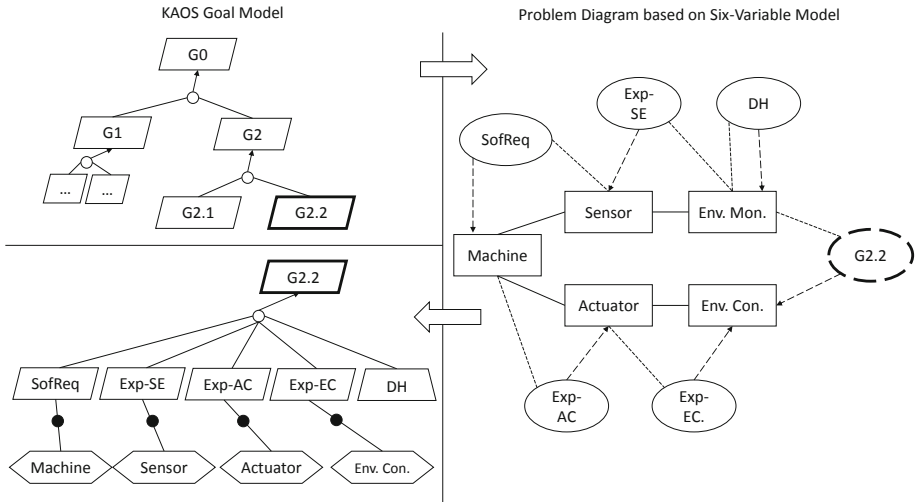 KAOS Goal Model
G0
G1
G2
...
...
G2.1
G2.2
Problem Diagram based on Six-Variable Model
Exp-
SE
DH
SofReq
Sensor
Env. Mon.
Machine
G2.2
Actuator
Env. Con.
Exp-
AC
Exp-
EC.
G2.2
SofReq
Exp-SE
Exp-AC
Exp-EC
DH
Machine
Sensor
Actuator
Env. Con.